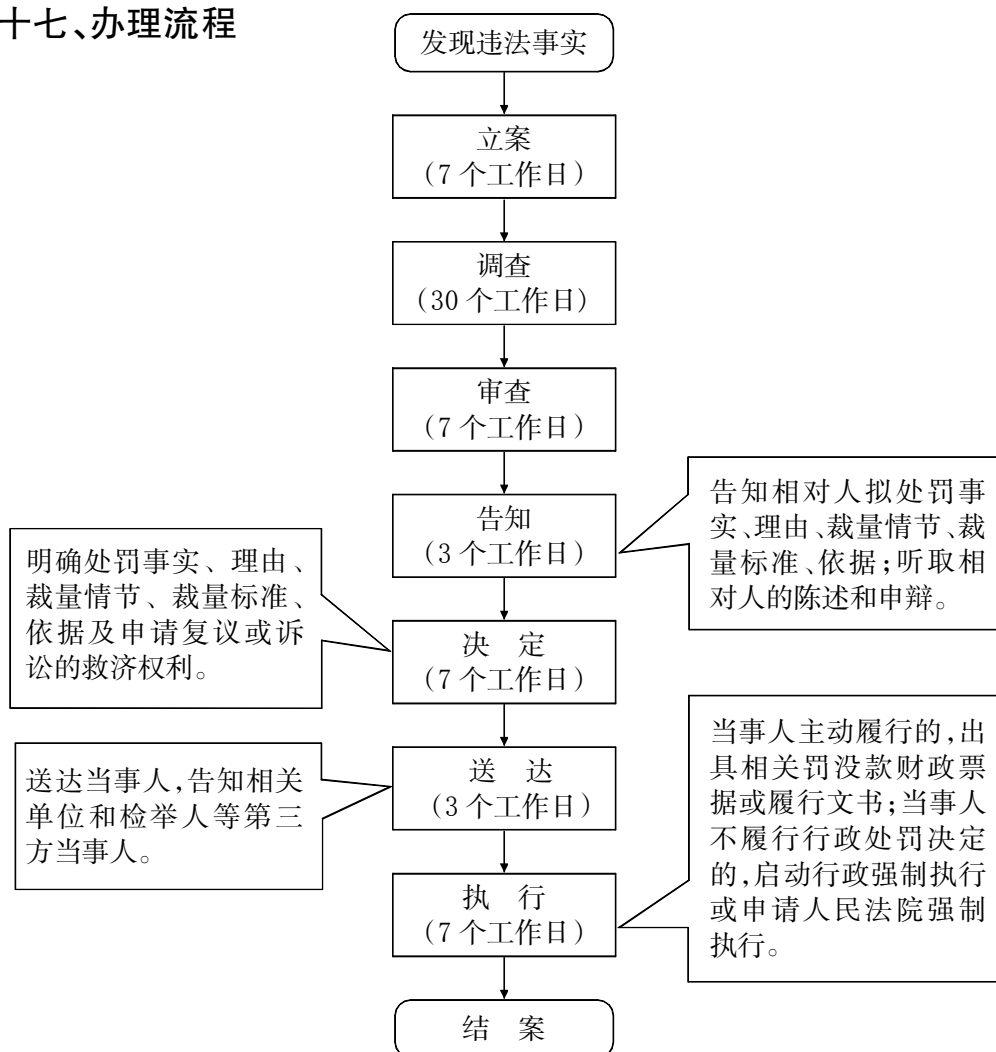 十七、办理流程
发现违法事实
立案
(7个工作日)
调查
(30个工作日)
审查
(7个工作日)
告知
(3个工作日)
告知相对人拟处罚事
实、理由、裁量情节、裁
量标准、依据;听取相
对人的陈述和申辩。
明确处罚事实、理由、
裁量情节、裁量标准、
依据及申请复议或诉
讼的救济权利。
决 定
(7个工作日)
送达当事人,告知相关
单位和检举人等第三
方当事人。
送 达
(3个工作日)
当事人主动履行的,出
具相关罚没款财政票
据或履行文书;当事人
不履行行政处罚决定
的,启动行政强制执行
或申请人民法院强制
执行。
执 行
(7个工作日)
结 案